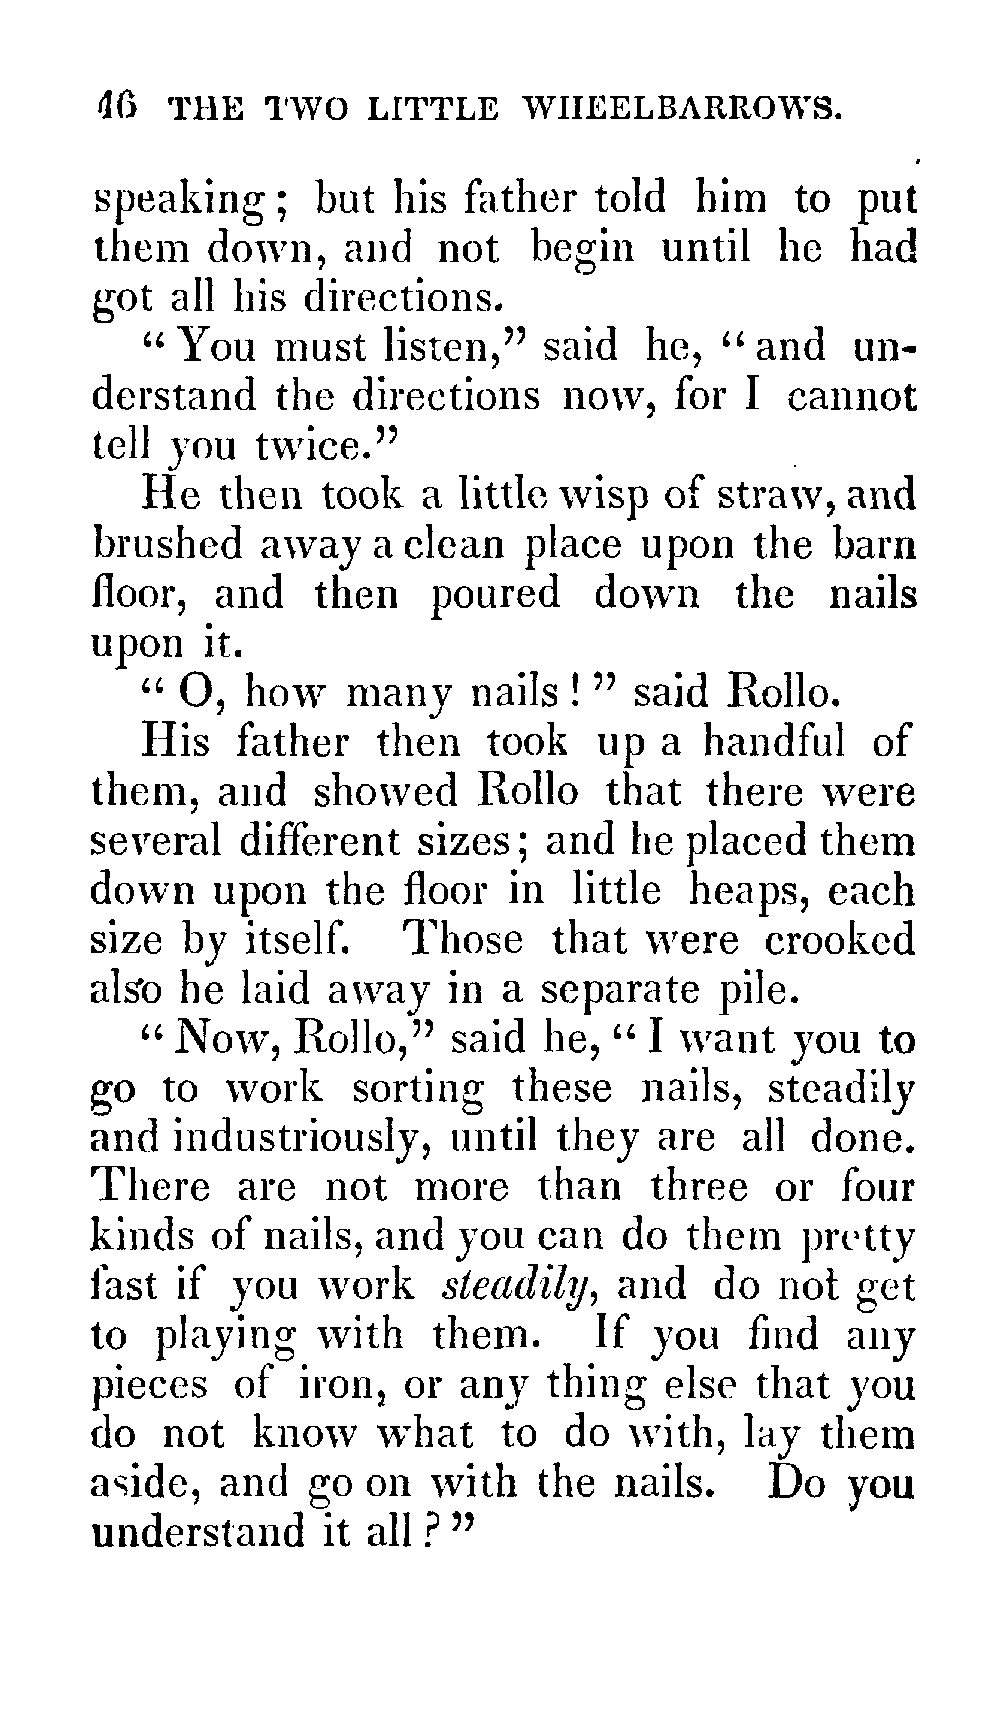 46 THE TWO LITTLE WHEELBARROWS.
speaking; but his father told him to put
them down, and not begin until he had
got all his directions.
“You must listen,” said he, “and un-
derstand the directions now, for I cannot
tell you twice.”
He then took a little wisp of straw, and
brushed away a clean place upon the barn
floor, and then poured down the nails
upon it.
“O, how many nails!” said Rollo.
His father then took up a handful of
them, and showed Rollo that there were
several different sizes; and he placed them
down upon the floor in little heaps, each
size by itself. Those that were crooked
also he laid away in a separate pile.
“Now, Rollo,” said he, “I want you to
go to work sorting these nails, steadily
and industriously, until they are all done.
There are not more than three or four
kinds of nails, and you can do them pretty
fast if you work steadily, and do not get
to playing with them. If you find any
pieces of iron, or any thing else that you
do not know what to do with, lay them
aside, and go on with the nails. Do you
understand it all?”